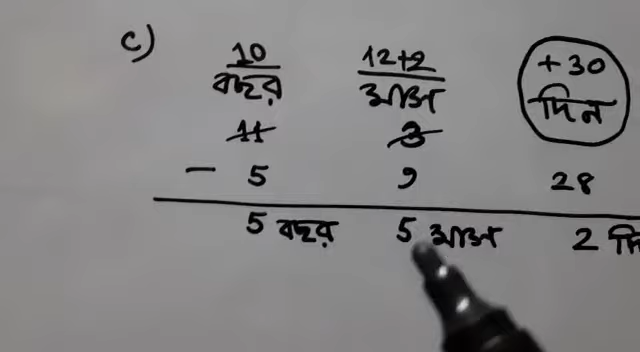 c)
10 12+2 +30
বছর মাস দিন
11 3
- 5 9 28
5 বছর 5 মাস 2 দি